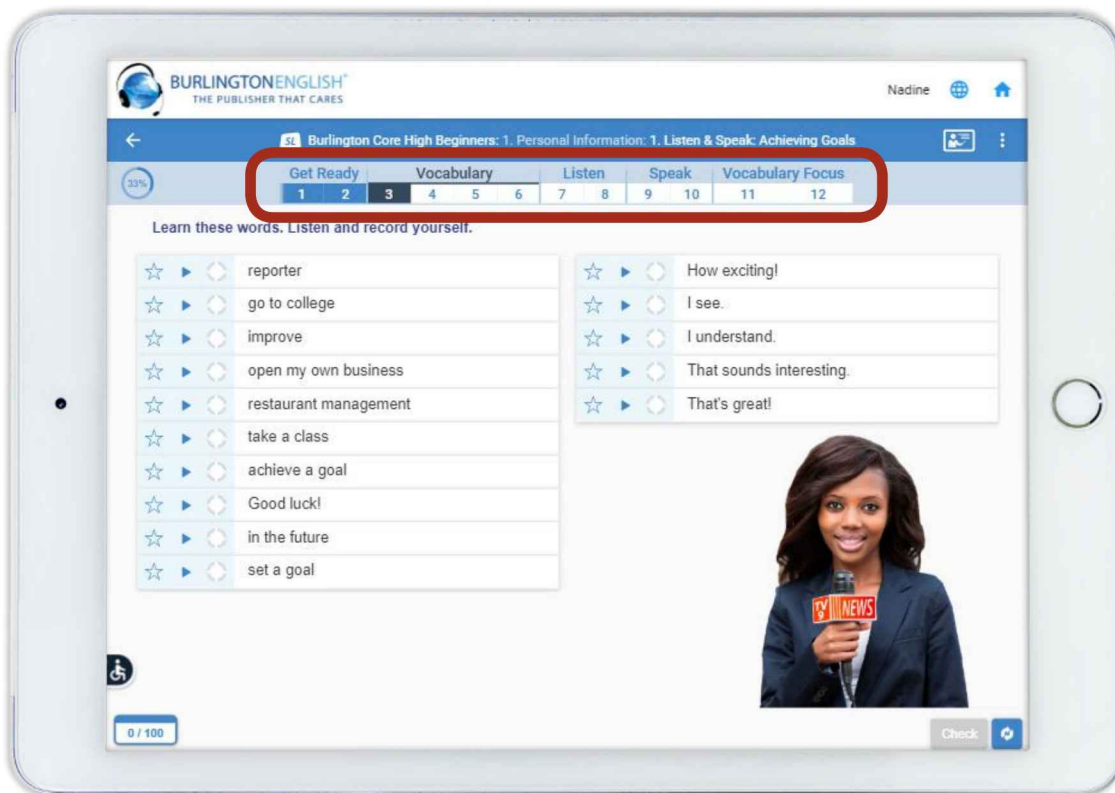 BURLINGTONENGLISH®
THE PUBLISHER THAT CARES
Nadine
SL Burlington Core High Beginners: 1. Personal Information: 1. Listen & Speak: Achieving Goals
33%
Get Ready Vocabulary Listen Speak Vocabulary Focus
1 2 3 4 5 6 7 8 9 10 11 12
Learn these words. Listen and record yourself.
reporter
go to college
improve
open my own business
restaurant management
take a class
achieve a goal
Good luck!
in the future
set a goal
How exciting!
I see.
I understand.
That sounds interesting.
That's great!
TV 9 NEWS
0 / 100
Check